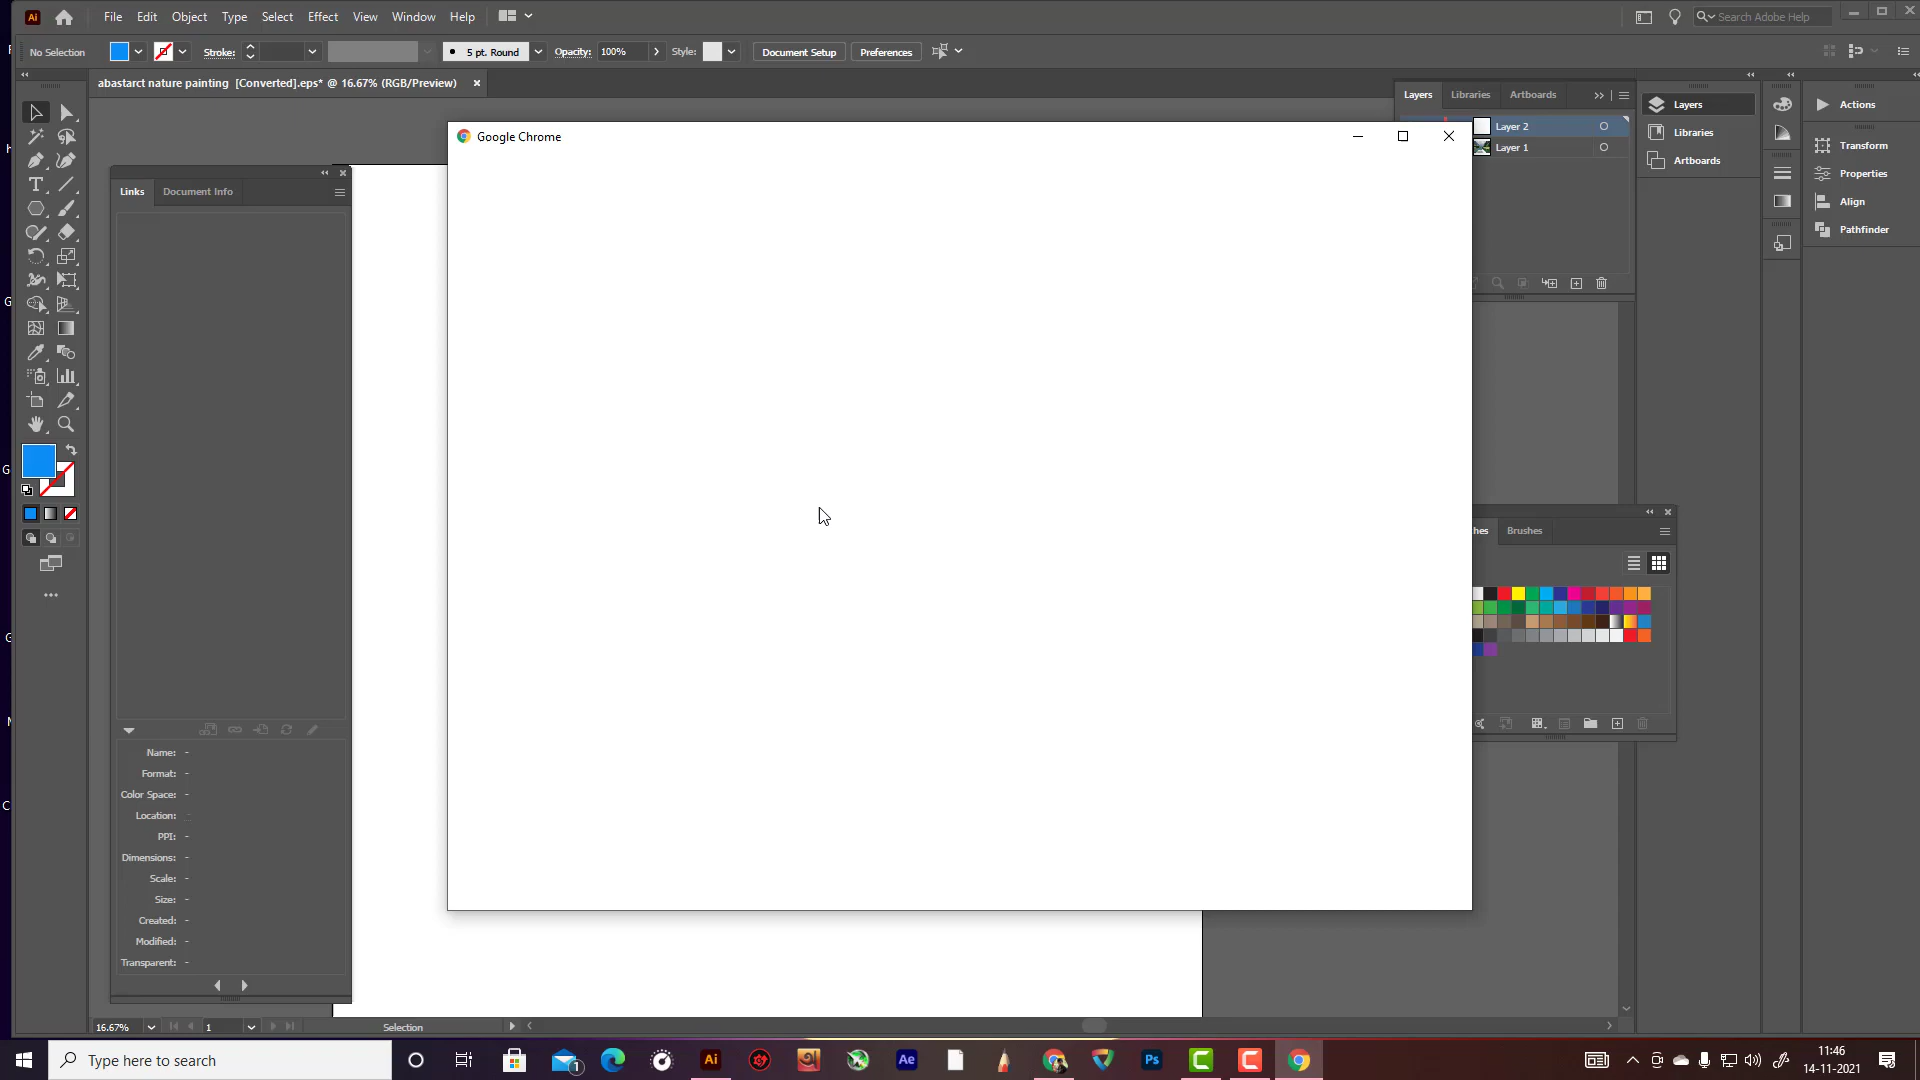 File Edit Object Type Select Effect View Window Help
Search Adobe Help
No Selection
Stroke:
5 pt. Round
Opacity: 100%
Style:
Document Setup
Preferences
abastarct nature painting [Converted].eps* @ 16.67% (RGB/Preview)
Layers Libraries Artboards
Layer 2
Layer 1
Layers
Libraries
Artboards
Actions
Transform
Properties
Align
Pathfinder
Google Chrome
Links Document Info
Brushes
Name: -
Format: -
Color Space: -
Location: -
PPI: -
Dimensions: -
Scale: -
Size: -
Created: -
Modified: -
Transparent: -
16.67%
1
Selection
Type here to search
11:46
14-11-2021